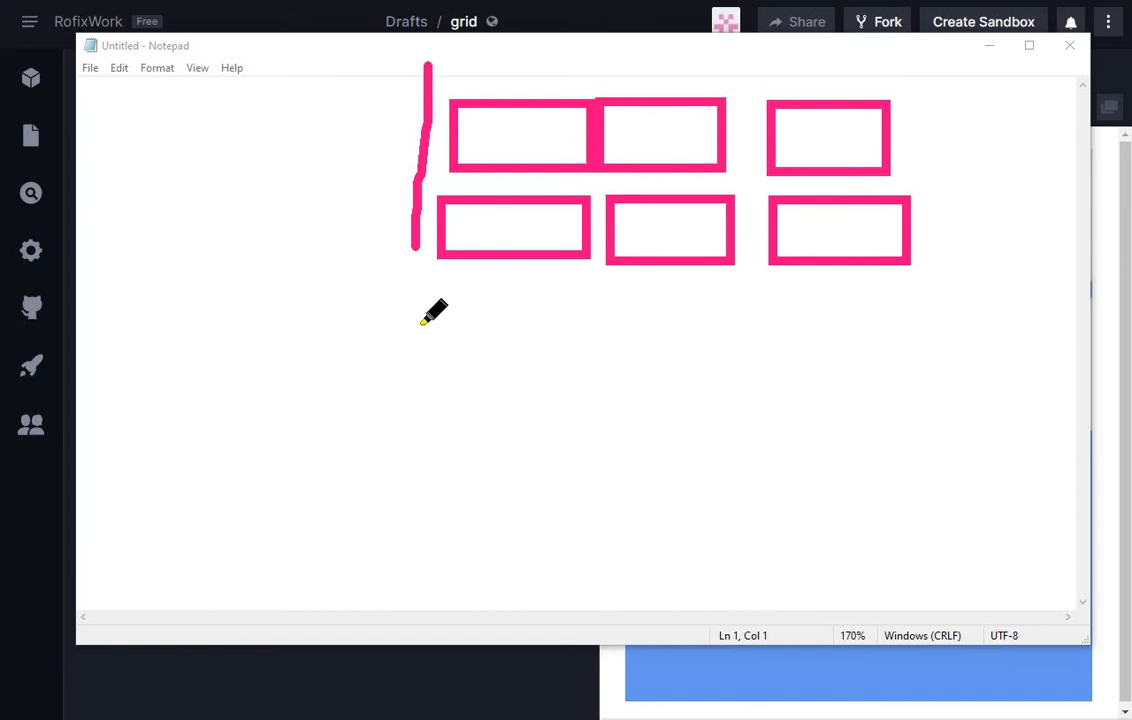 RofixWork Free Drafts / grid Share Fork Create Sandbox
Untitled - Notepad
File Edit Format View Help
Ln 1, Col 1 170% Windows (CRLF) UTF-8